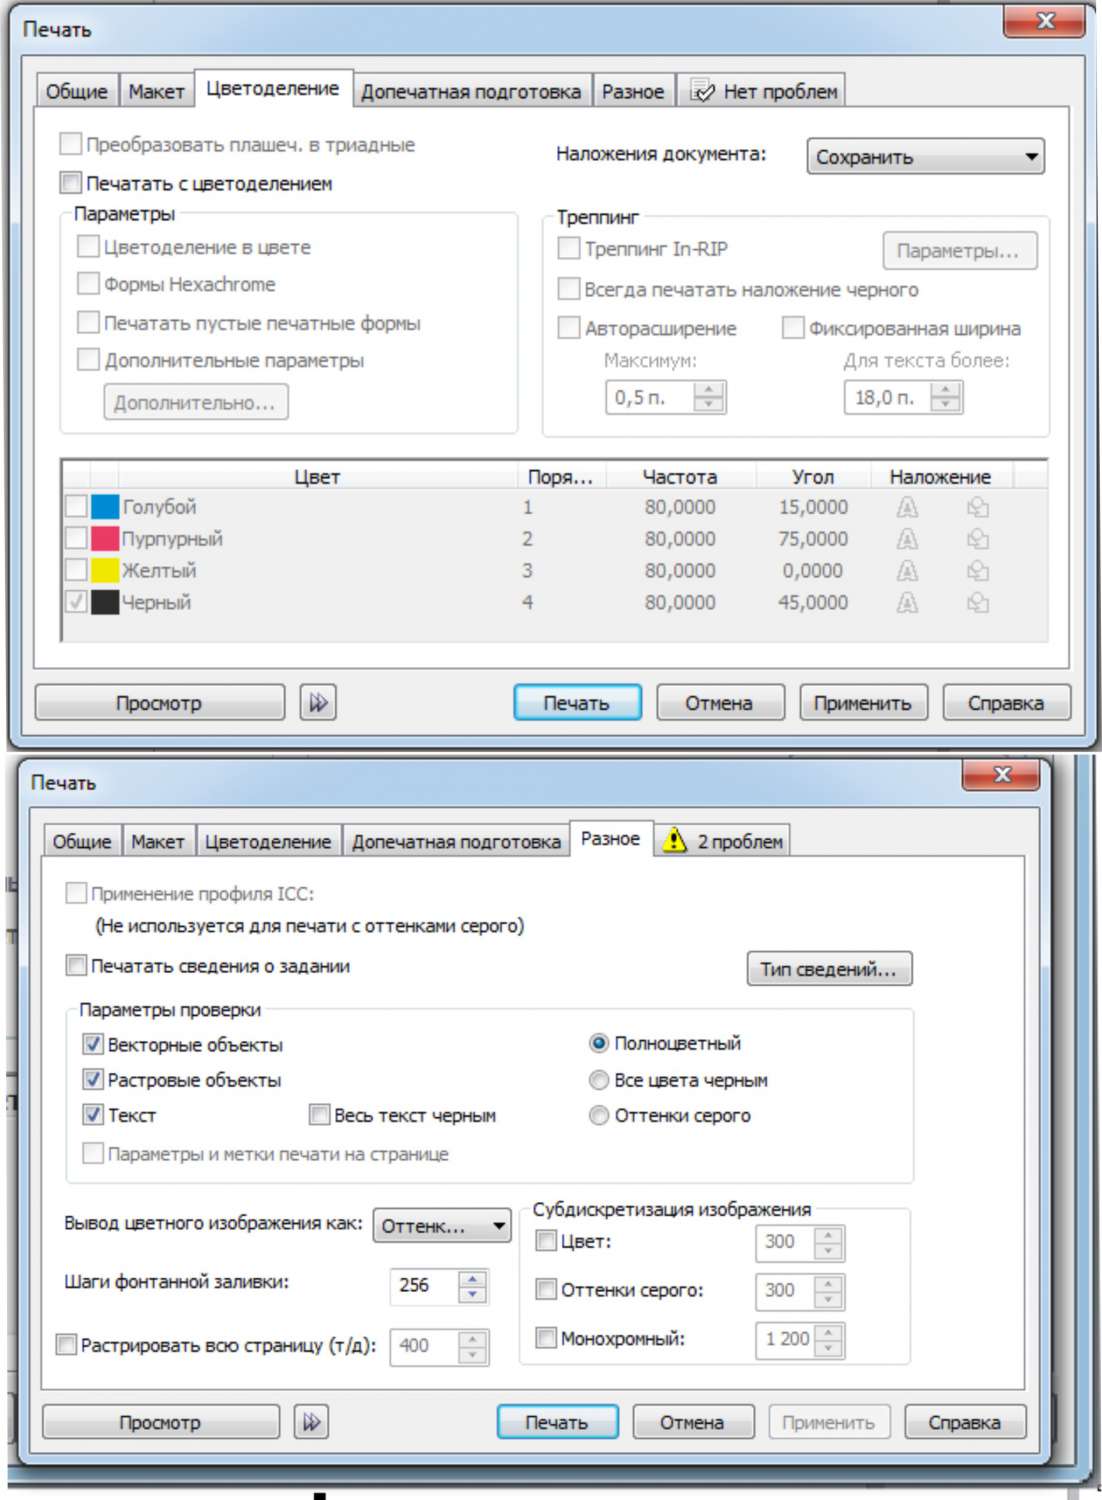 Печать
Общие Макет Цветоделение Допечатная подготовка Разное Нет проблем
Преобразовать плашеч. в триадные
Наложения документа: Сохранить
Печатать с цветоделением
Параметры
Треппинг
Цветоделение в цвете
Треппинг In-RIP Параметры...
Формы Hexachrome
Всегда печатать наложение черного
Печатать пустые печатные формы
Авторасширение Фиксированная ширина
Дополнительные параметры
Максимум: Для текста более:
Дополнительно...
0,5 п. 18,0 п.
Цвет Поря... Частота Угол Наложение
Голубой 1 80,0000 15,0000
Пурпурный 2 80,0000 75,0000
Желтый 3 80,0000 0,0000
Черный 4 80,0000 45,0000
Просмотр Печать Отмена Применить Справка
Печать
Общие Макет Цветоделение Допечатная подготовка Разное 2 проблем
Применение профиля ICC:
(Не используется для печати с оттенками серого)
Печатать сведения о задании Тип сведений...
Параметры проверки
Векторные объекты Полноцветный
Растровые объекты Все цвета черным
Текст Весь текст черным Оттенки серого
Параметры и метки печати на странице
Вывод цветного изображения как: Оттенк...
Субдискретизация изображения
Цвет: 300
Шаги фонтанной заливки: 256
Оттенки серого: 300
Растрировать всю страницу (т/д): 400
Монохромный: 1 200
Просмотр Печать Отмена Применить Справка